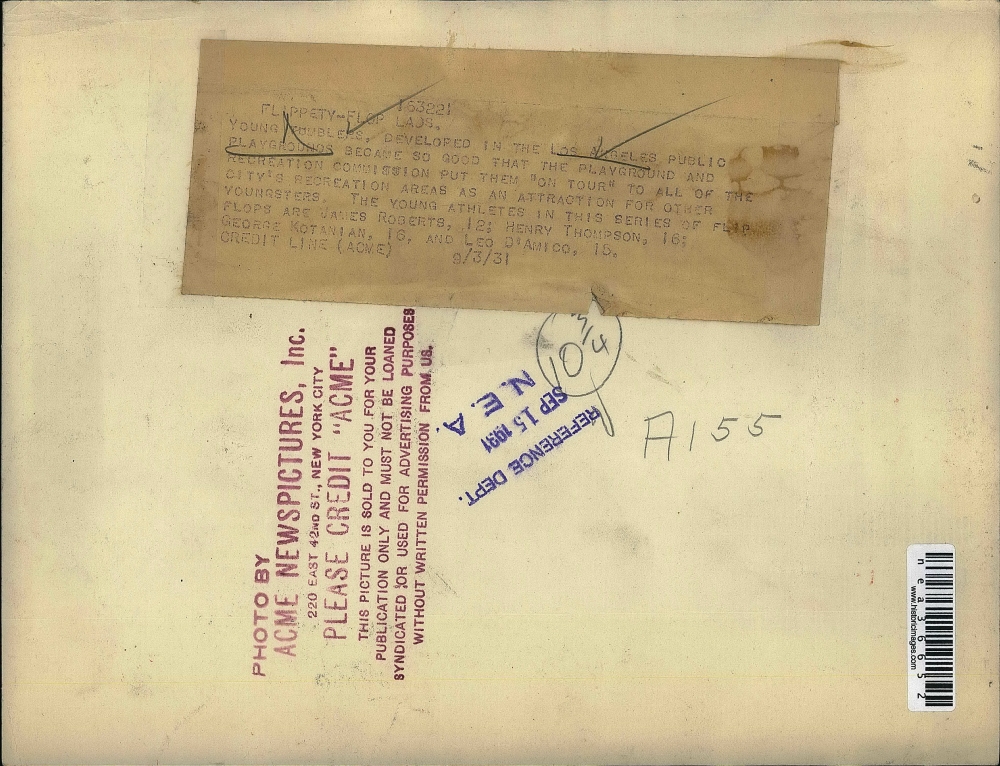 163221
FLIPPETY-FLOP LADS.
YOUNG TUMBLERS, DEVELOPED IN THE LOS ANGELES PUBLIC
PLAYGROUNDS BECAME SO GOOD THAT THE PLAYGROUND AND
RECREATION COMMISSION PUT THEM "ON TOUR" TO ALL OF THE
CITY'S RECREATION AREAS AS AN ATTRACTION FOR OTHER
YOUNGSTERS. THE YOUNG ATHLETES IN THIS SERIES OF FLIP
FLOPS ARE JAMES ROBERTS, 12; HENRY THOMPSON, 16;
GEORGE KOTANIAN, 16, AND LEO D'AMICO, 15.
CREDIT LINE (ACME) 9/3/31
PHOTO BY
ACME NEWSPICTURES, Inc.
220 EAST 42ND ST., NEW YORK CITY
PLEASE CREDIT "ACME"
THIS PICTURE IS SOLD TO YOU FOR YOUR
PUBLICATION ONLY AND MUST NOT BE LOANED
SYNDICATED OR USED FOR ADVERTISING PURPOSES
WITHOUT WRITTEN PERMISSION FROM US.
10 3/4
REFERENCE DEPT.
SEP 15 1931
N. E. A.
A155
nea36652
www.historicimages.com